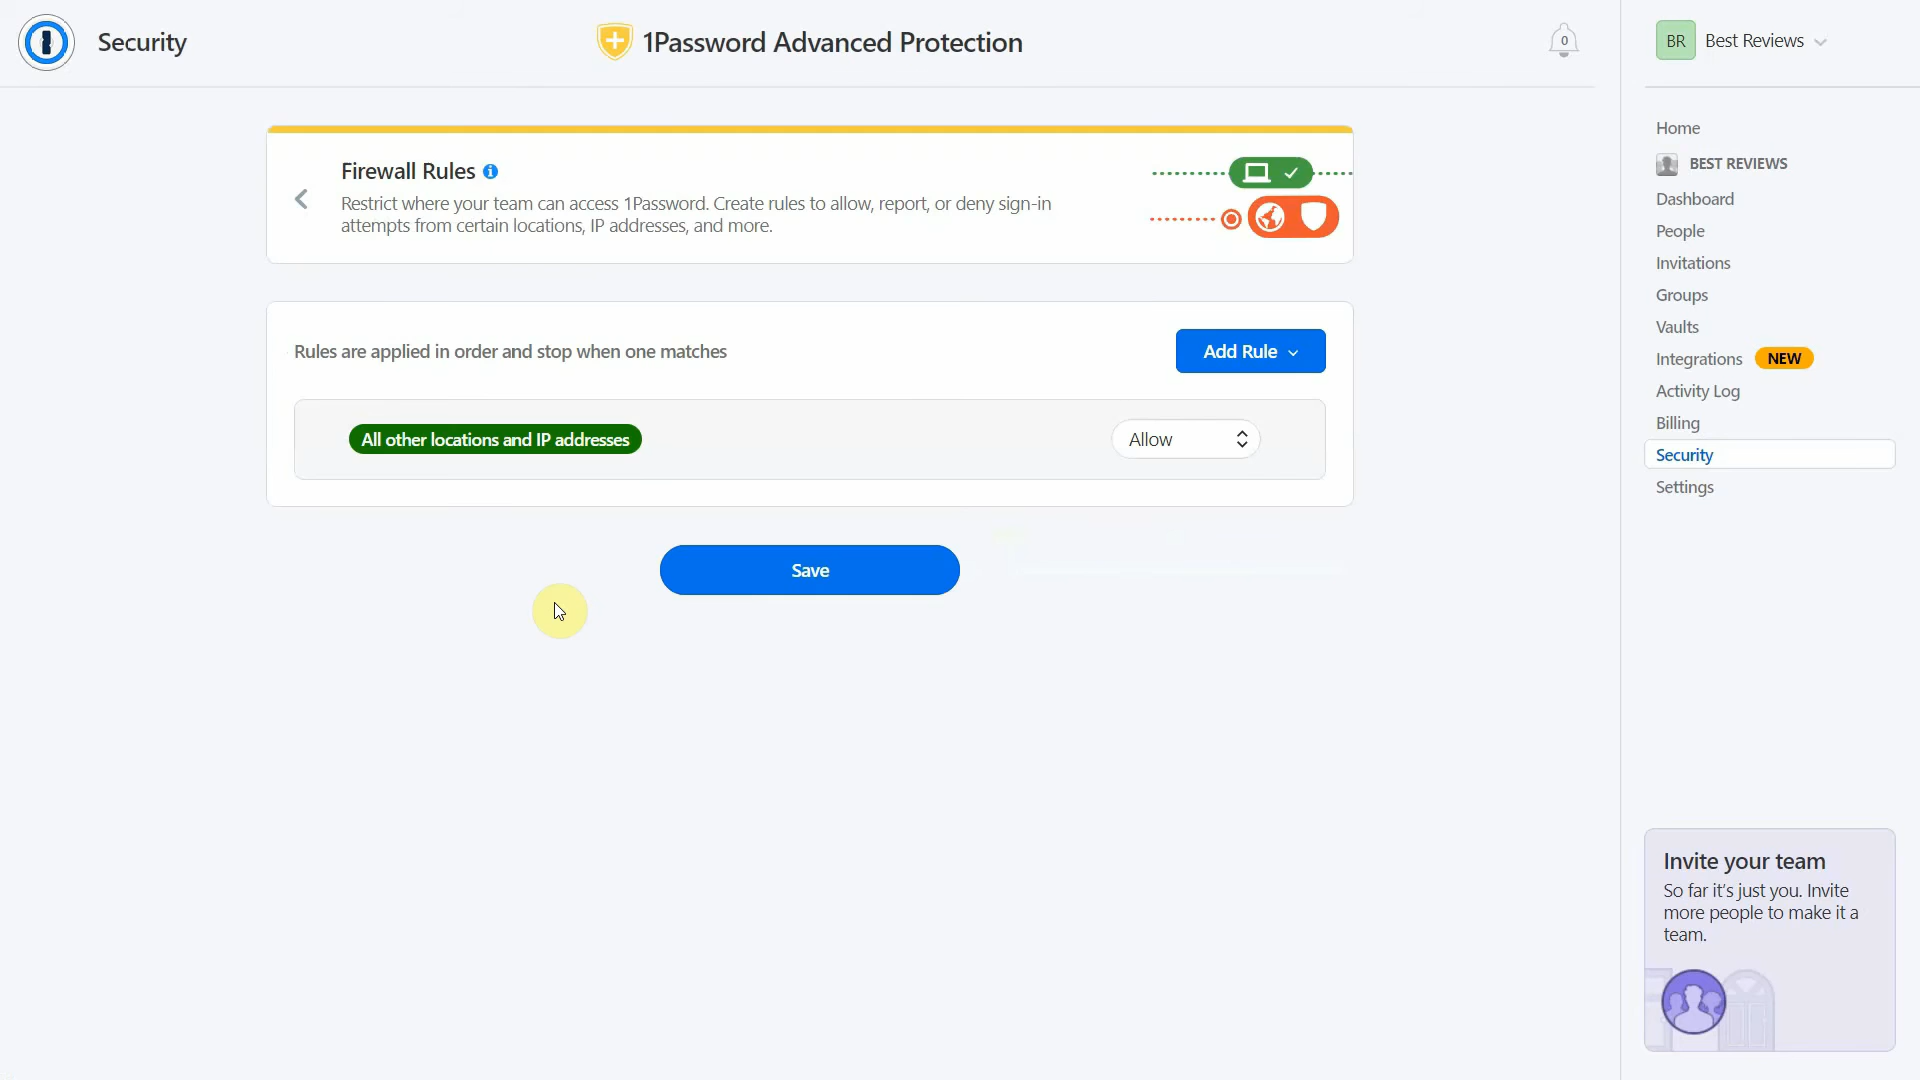 Security
1Password Advanced Protection
0
BR Best Reviews
Firewall Rules
Restrict where your team can access 1Password. Create rules to allow, report, or deny sign-in
attempts from certain locations, IP addresses, and more.
Rules are applied in order and stop when one matches
Add Rule
All other locations and IP addresses
Allow
Save
Home
BEST REVIEWS
Dashboard
People
Invitations
Groups
Vaults
Integrations NEW
Activity Log
Billing
Security
Settings
Invite your team
So far it's just you. Invite
more people to make it a
team.